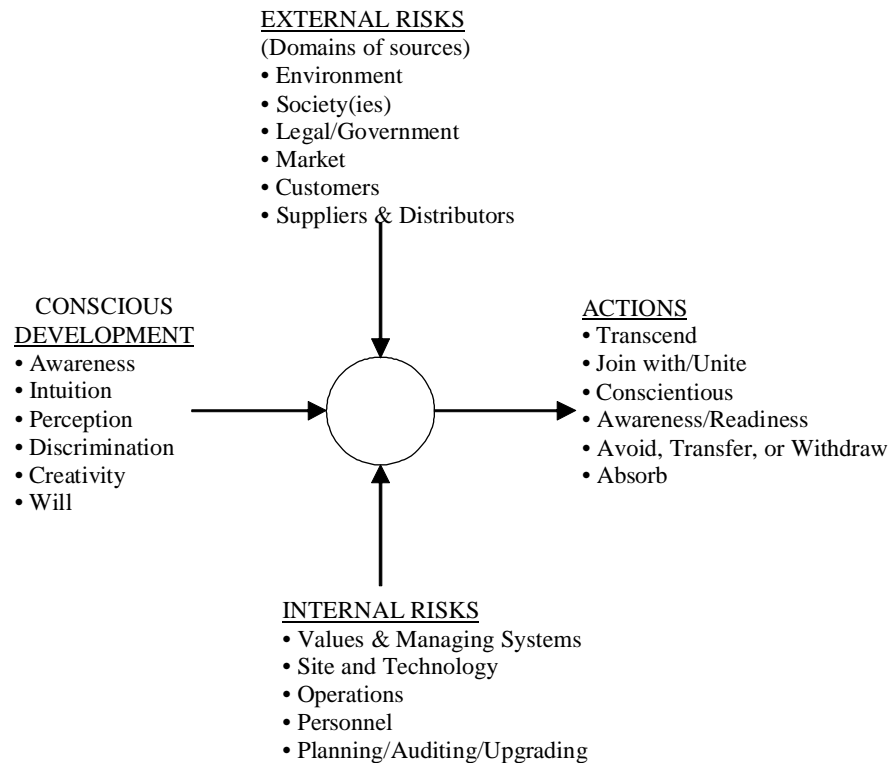 EXTERNAL RISKS
(Domains of sources)
• Environment
• Society(ies)
• Legal/Government
• Market
• Customers
• Suppliers & Distributors
CONSCIOUS
DEVELOPMENT
• Awareness
• Intuition
• Perception
• Discrimination
• Creativity
• Will
ACTIONS
• Transcend
• Join with/Unite
• Conscientious
• Awareness/Readiness
• Avoid, Transfer, or Withdraw
• Absorb
INTERNAL RISKS
• Values & Managing Systems
• Site and Technology
• Operations
• Personnel
• Planning/Auditing/Upgrading